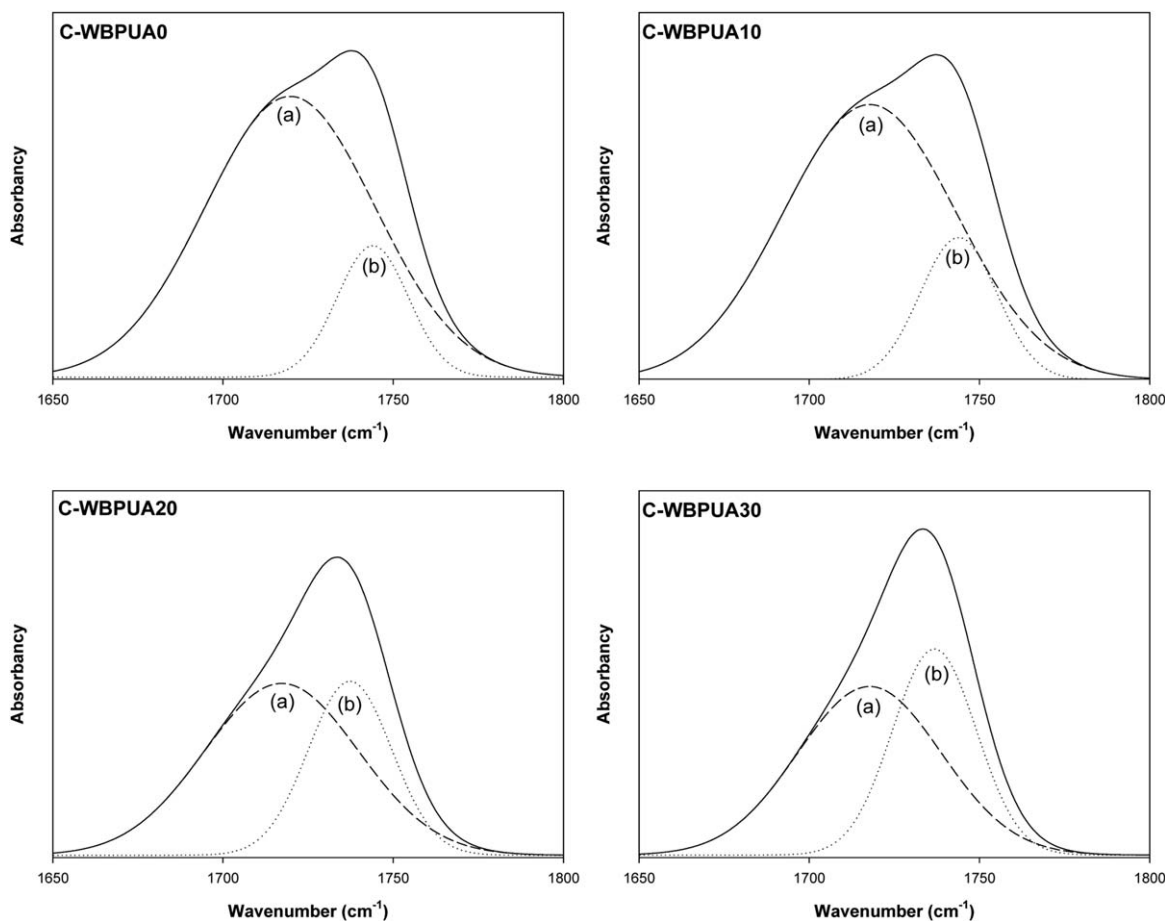 C-WBPUA0
Absorbancy
(a)
(b)
1650 1700 1750 1800
Wavenumber (cm⁻¹)
C-WBPUA10
Absorbancy
(a)
(b)
1650 1700 1750 1800
Wavenumber (cm⁻¹)
C-WBPUA20
Absorbancy
(a)
(b)
1650 1700 1750 1800
Wavenumber (cm⁻¹)
C-WBPUA30
Absorbancy
(a)
(b)
1650 1700 1750 1800
Wavenumber (cm⁻¹)